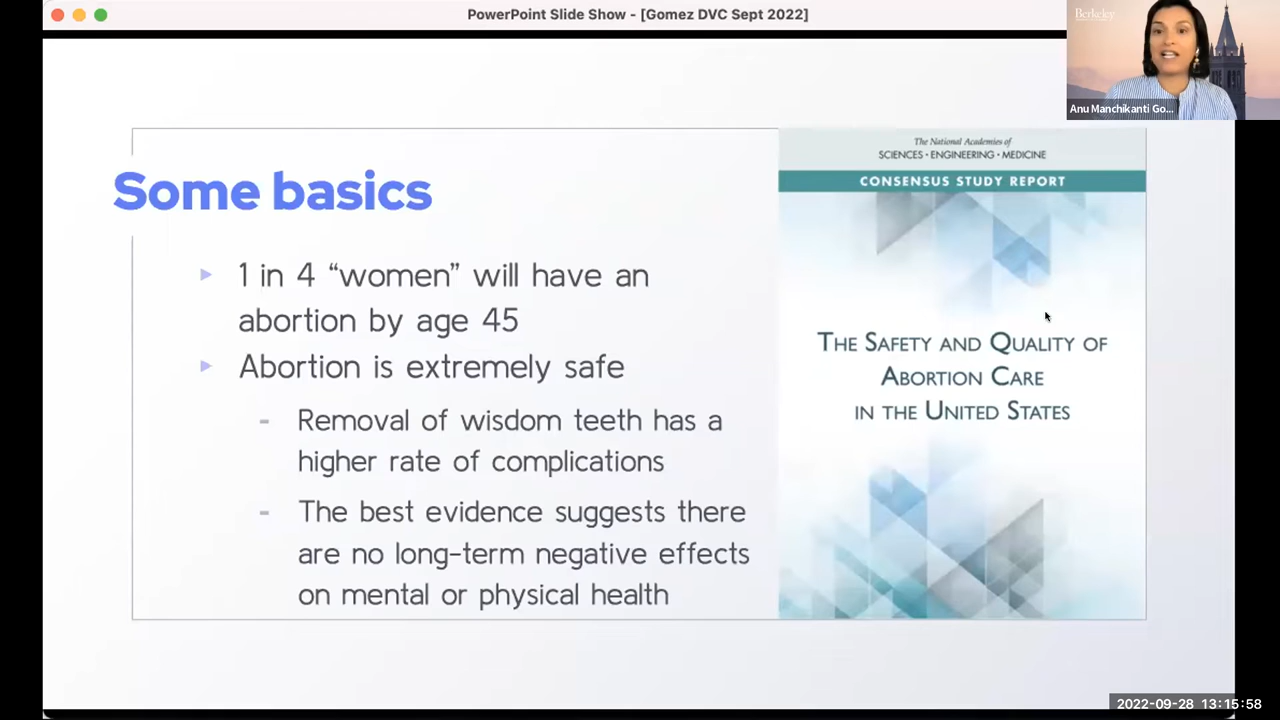 PowerPoint Slide Show - [Gomez DVC Sept 2022]
Berkeley
Anu Manchikanti Go...
The National Academies of
SCIENCES • ENGINEERING • MEDICINE
CONSENSUS STUDY REPORT
Some basics
1 in 4 “women” will have an
abortion by age 45
Abortion is extremely safe
- Removal of wisdom teeth has a
higher rate of complications
- The best evidence suggests there
are no long-term negative effects
on mental or physical health
THE SAFETY AND QUALITY OF
ABORTION CARE
IN THE UNITED STATES
2022-09-28 13:15:58